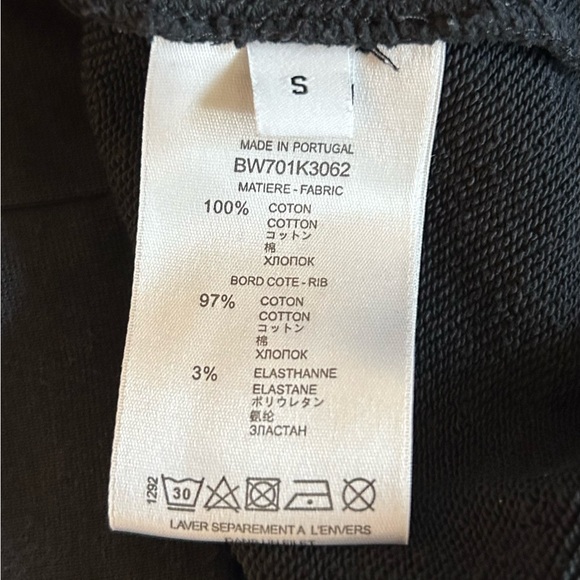 S
MADE IN PORTUGAL
BW701K3062
MATIERE - FABRIC
100% COTON
COTTON
コットン
棉
ХЛОПОК
BORD COTE - RIB
97% COTON
COTTON
コットン
棉
ХЛОПОК
3% ELASTHANNE
ELASTANE
ポリウレタン
氨纶
ЗЛАСТАН
1292
30
LAVER SEPAREMENT A L'ENVERS